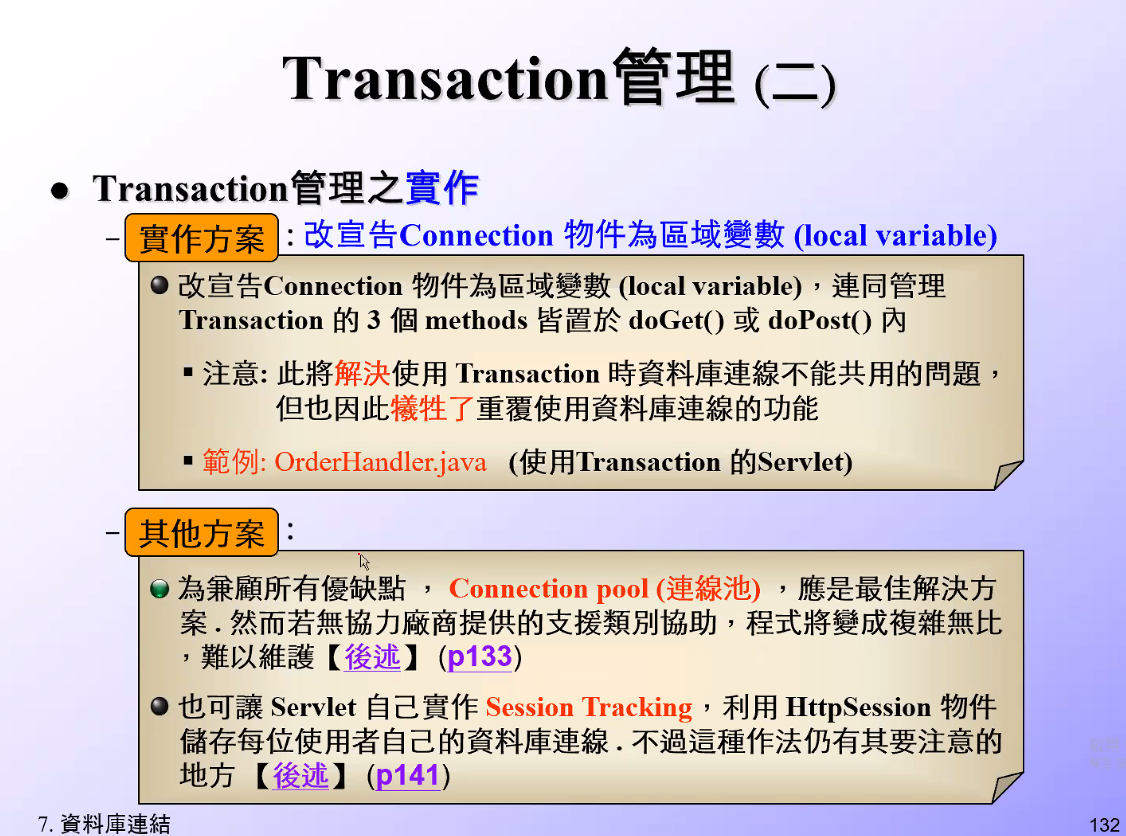 Transaction管理 (二)
● Transaction管理之實作
– 實作方案 : 改宣告Connection 物件為區域變數 (local variable)
改宣告Connection 物件為區域變數 (local variable)，連同管理
Transaction 的 3 個 methods 皆置於 doGet( ) 或 doPost( ) 內
▪ 注意: 此將解決使用 Transaction 時資料庫連線不能共用的問題，
但也因此犧牲了重覆使用資料庫連線的功能
▪ 範例: OrderHandler.java (使用Transaction 的Servlet)
– 其他方案 :
為兼顧所有優缺點 ， Connection pool (連線池) ，應是最佳解決方
案 . 然而若無協力廠商提供的支援類別協助，程式將變成複雜無比
，難以維護【後述】 (p133)
也可讓 Servlet 自己實作 Session Tracking，利用 HttpSession 物件
儲存每位使用者自己的資料庫連線 . 不過這種作法仍有其要注意的
地方 【後述】 (p141)
7. 資料庫連結
132